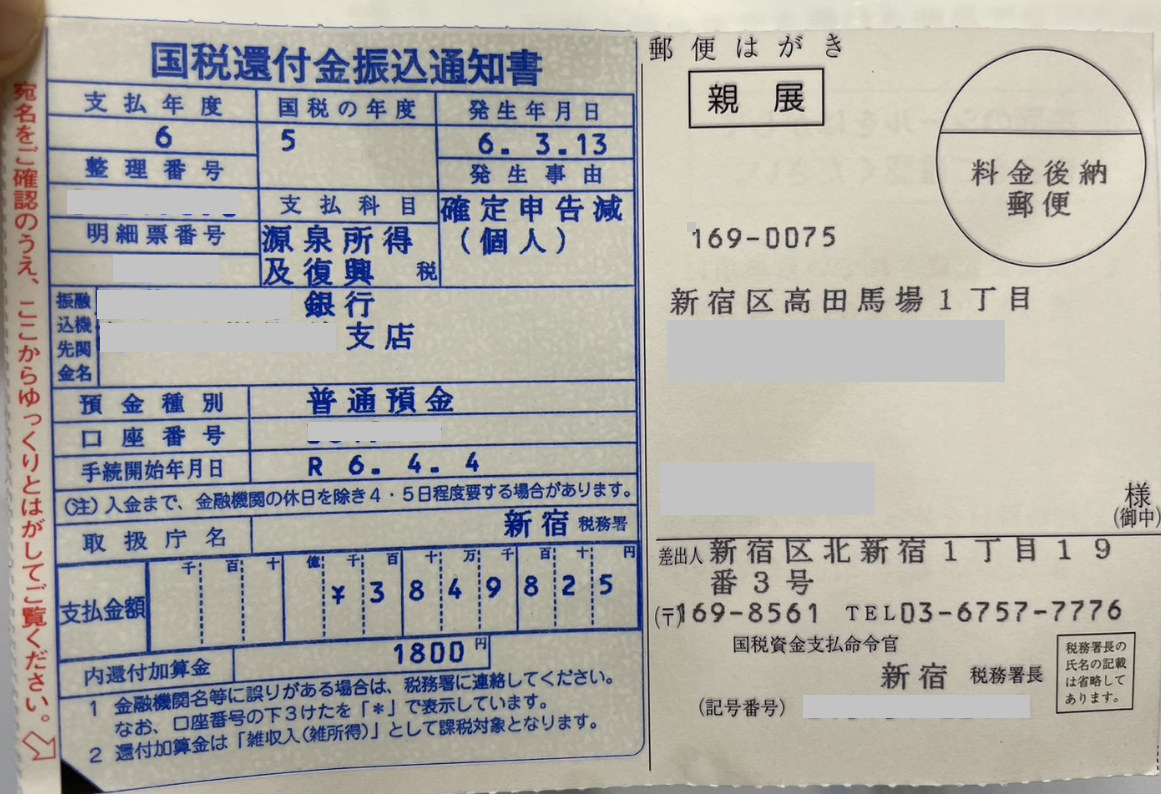 宛名をご確認のうえ、ここからゆっくりとはがしてご覧ください。
国税還付金振込通知書
支払年度
国税の年度
発生年月日
6
5
6. 3.13
整理番号
発生事由
支払科目
確定申告減
(個人)
明細票番号
源泉所得
及復興 税
振込先金融機関名
銀行
支店
預金種別
普通預金
口座番号
手続開始年月日
R 6. 4. 4
(注)入金まで、金融機関の休日を除き4・5日程度要する場合があります。
取扱庁名
新宿 税務署
千 百 十 億 千 百 十 万 千 百 十 円
支払金額
¥38849825
内還付加算金
1800 円
1 金融機関名等に誤りがある場合は、税務署に連絡してください。
なお、口座番号の下3けたを「*」で表示しています。
2 還付加算金は「雑収入(雑所得)」として課税対象となります。
郵便はがき
親展
料金後納
郵便
169-0075
新宿区高田馬場1丁目
様
(御中)
差出人 新宿区北新宿1丁目19
番3号
(〒)169-8561 TEL03-6757-7776
国税資金支払命令官
新宿 税務署長
税務署長の
氏名の記載
は省略して
あります。
(記号番号)